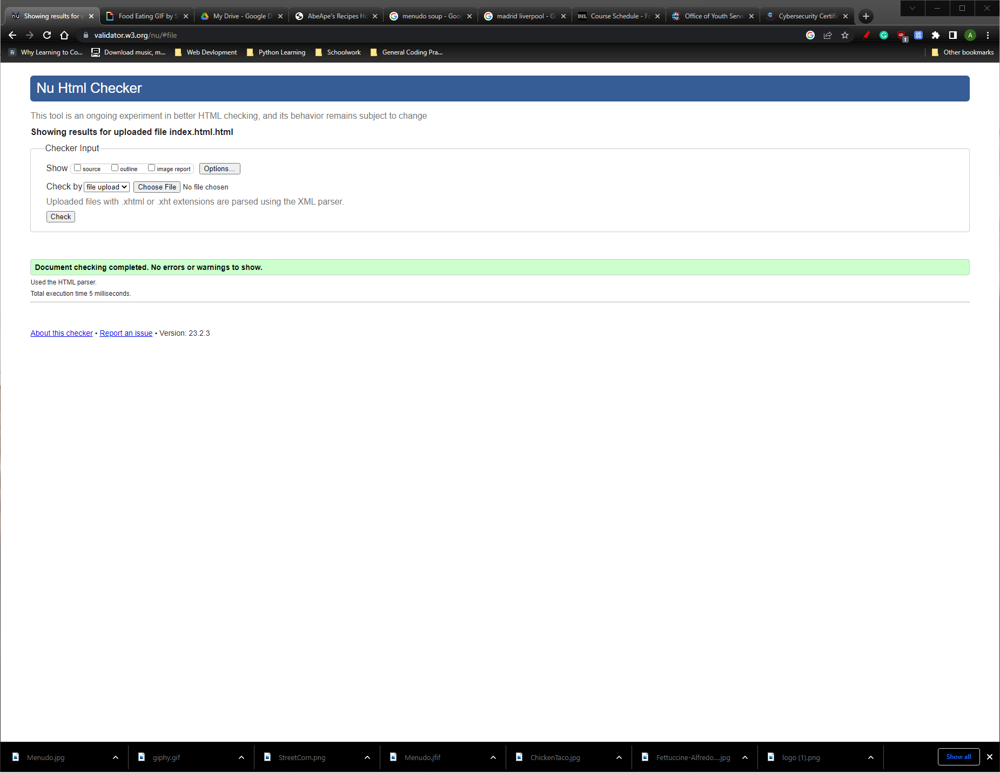 Showing results for u
Food Eating GIF by S
My Drive - Google D
AbeApe's Recipes Ho
menudo soup - Goog
madrid liverpool - Go
D2L
Course Schedule - Fo
Office of Youth Servi
Cybersecurity Certific
validator.w3.org/nu/#file
1
A
Why Learning to Co...
Download music, m...
Web Devlopment
Python Learning
Schoolwork
General Coding Pra...
Other bookmarks
Nu Html Checker
This tool is an ongoing experiment in better HTML checking, and its behavior remains subject to change
Showing results for uploaded file index.html.html
Checker Input
Show source outline image report Options...
Check by file upload Choose File No file chosen
Uploaded files with .xhtml or .xht extensions are parsed using the XML parser.
Check
Document checking completed. No errors or warnings to show.
Used the HTML parser.
Total execution time 5 milliseconds.
About this checker • Report an issue • Version: 23.2.3
Menudo.jpg
giphy.gif
StreetCorn.png
Menudo.jfif
ChickenTaco.jpg
Fettuccine-Alfredo....jpg
logo (1).png
Show all